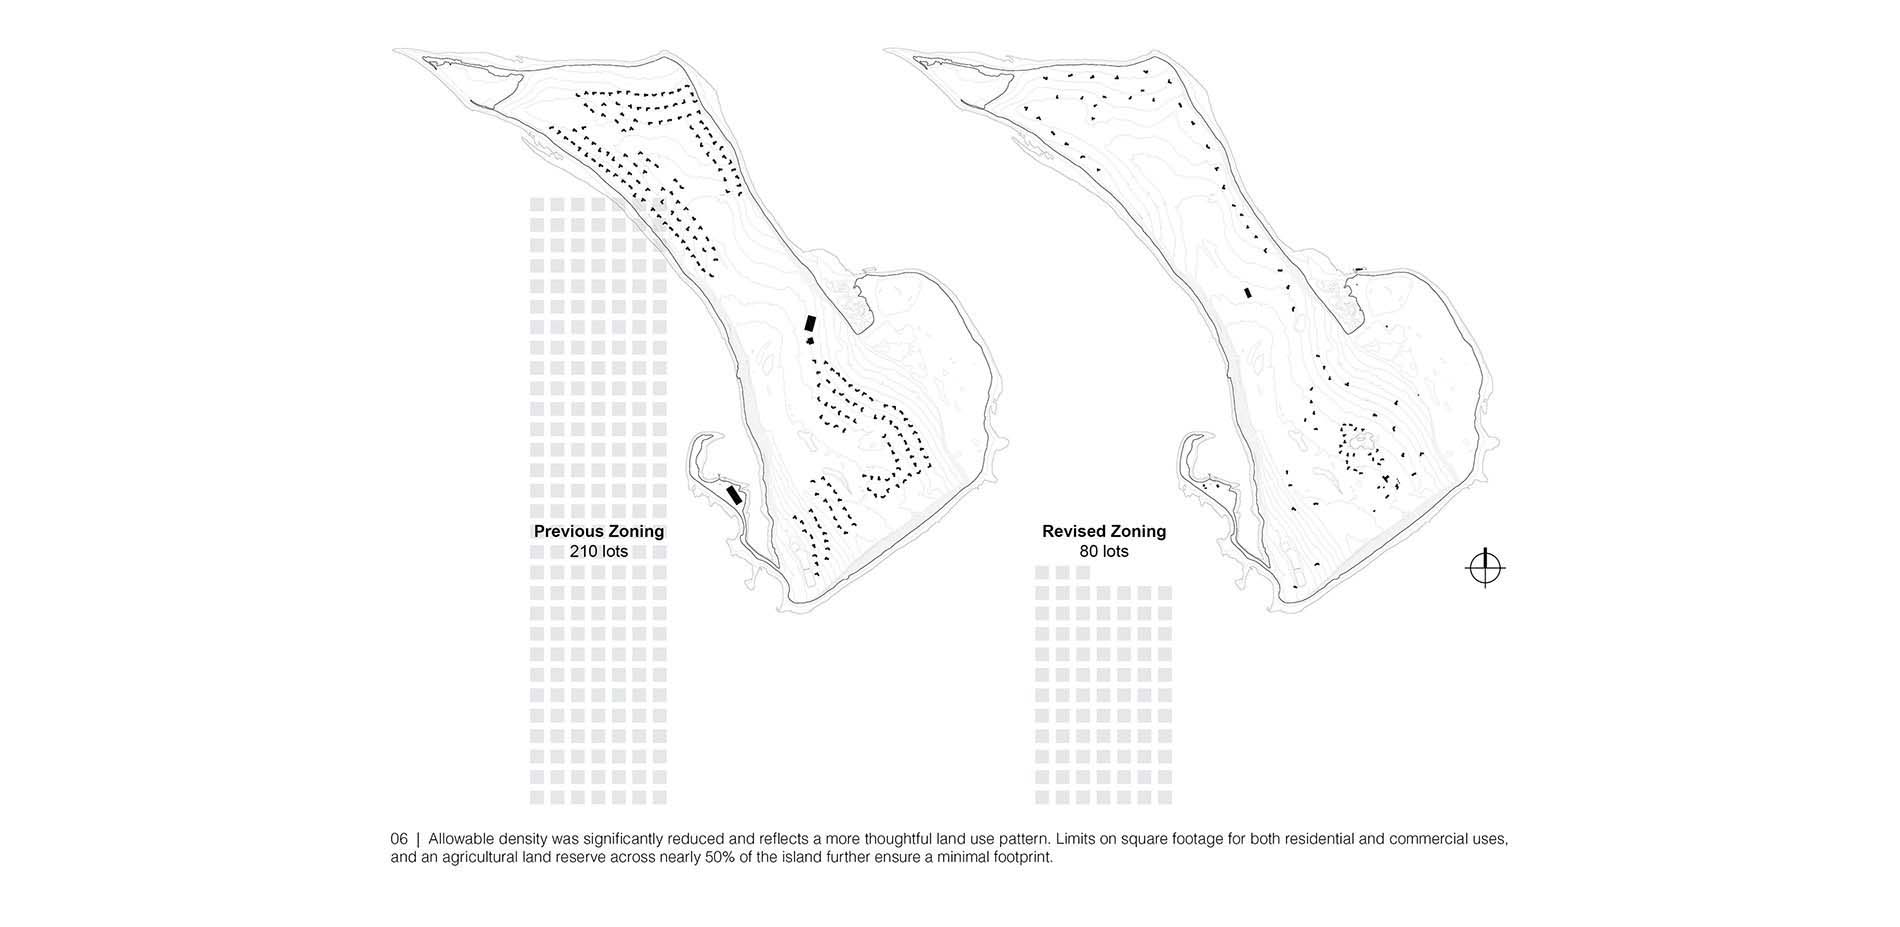 Previous Zoning
210 lots
Revised Zoning
80 lots
06 | Allowable density was significantly reduced and reflects a more thoughtful land use pattern. Limits on square footage for both residential and commercial uses,
and an agricultural land reserve across nearly 50% of the island further ensure a minimal footprint.